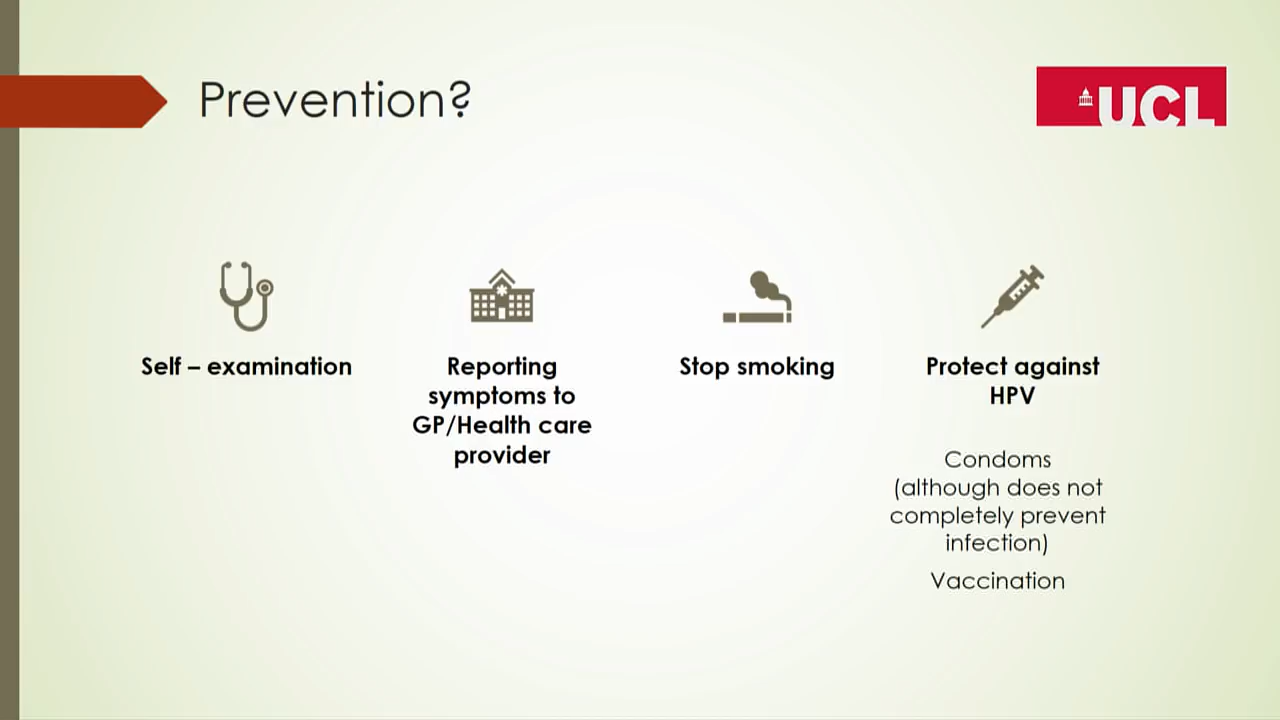 Prevention?
UCL
Self – examination
Reporting
symptoms to
GP/Health care
provider
Stop smoking
Protect against
HPV
Condoms
(although does not
completely prevent
infection)
Vaccination